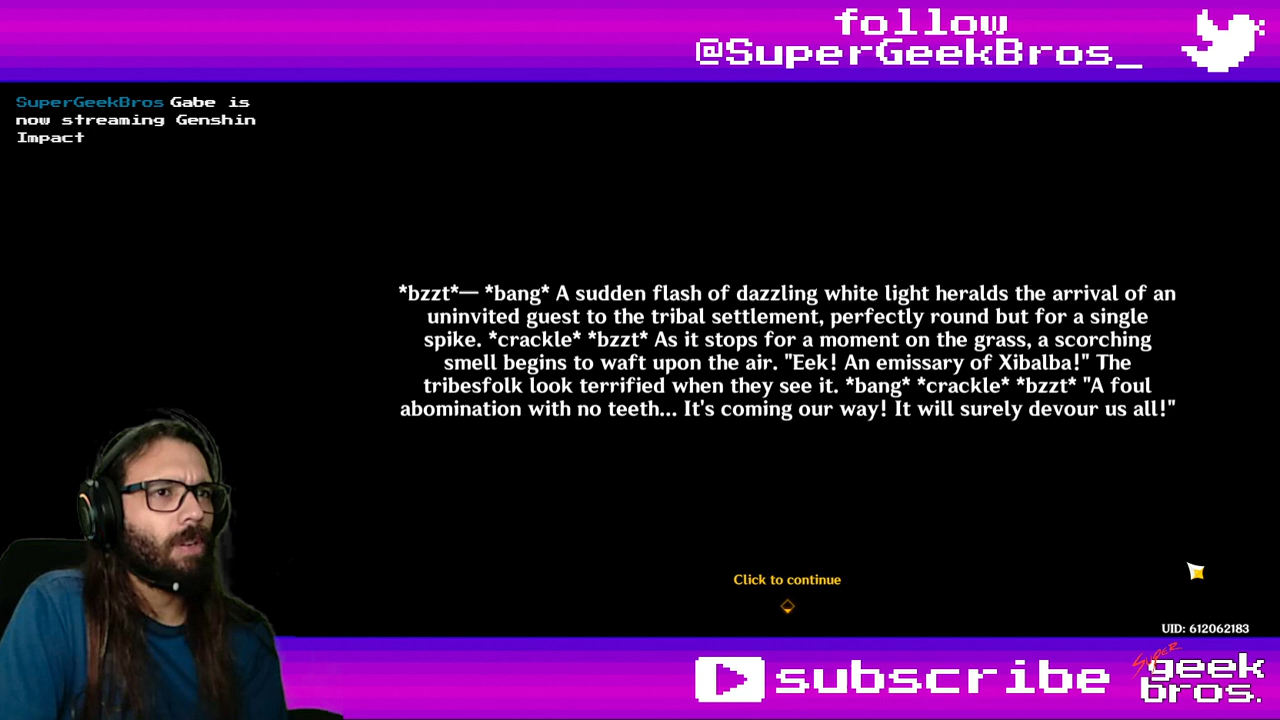 follow
@SuperGeekBros_
SuperGeekBros Gabe is
now streaming Genshin
Impact
*bzzt*— *bang* A sudden flash of dazzling white light heralds the arrival of an
uninvited guest to the tribal settlement, perfectly round but for a single
spike. *crackle* *bzzt* As it stops for a moment on the grass, a scorching
smell begins to waft upon the air. "Eek! An emissary of Xibalba!" The
tribesfolk look terrified when they see it. *bang* *crackle* *bzzt* "A foul
abomination with no teeth... It's coming our way! It will surely devour us all!"
Click to continue
UID: 612062183
subscribe
SUPER
geek
bros.